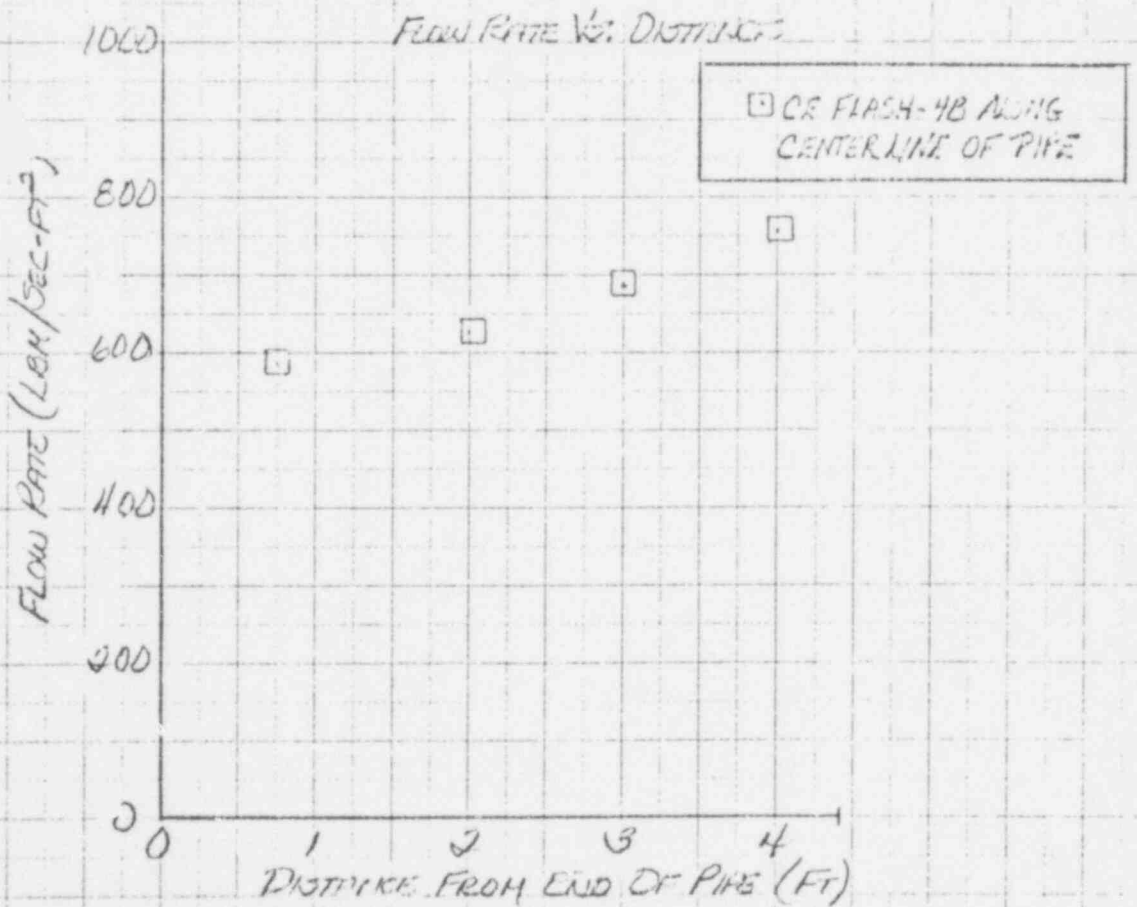 FLOW RATE VS. DISTANCE
1000
CE FLASH-4B ALONG
CENTERLINE OF PIPE
800
600
400
200
0
FLOW RATE (LBM/SEC-FT²)
0 1 2 3 4
DISTANCE FROM END OF PIPE (FT)